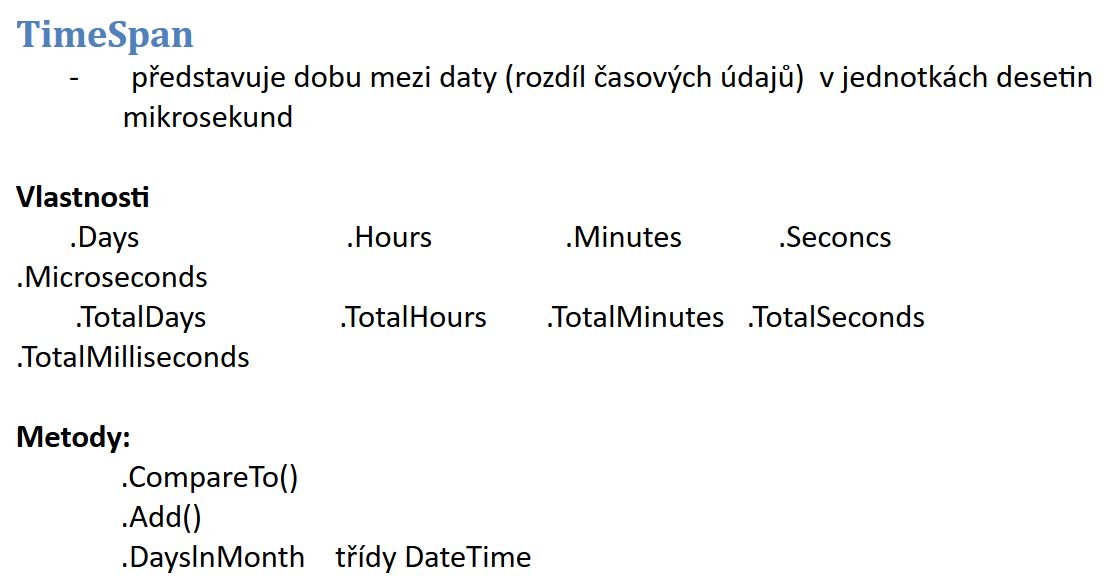 TimeSpan
- představuje dobu mezi daty (rozdíl časových údajů) v jednotkách desetin
mikrosekund
Vlastnosti
.Days .Hours .Minutes .Seconcs
.Microseconds
.TotalDays .TotalHours .TotalMinutes .TotalSeconds
.TotalMilliseconds
Metody:
.CompareTo()
.Add()
.DaysInMonth třídy DateTime